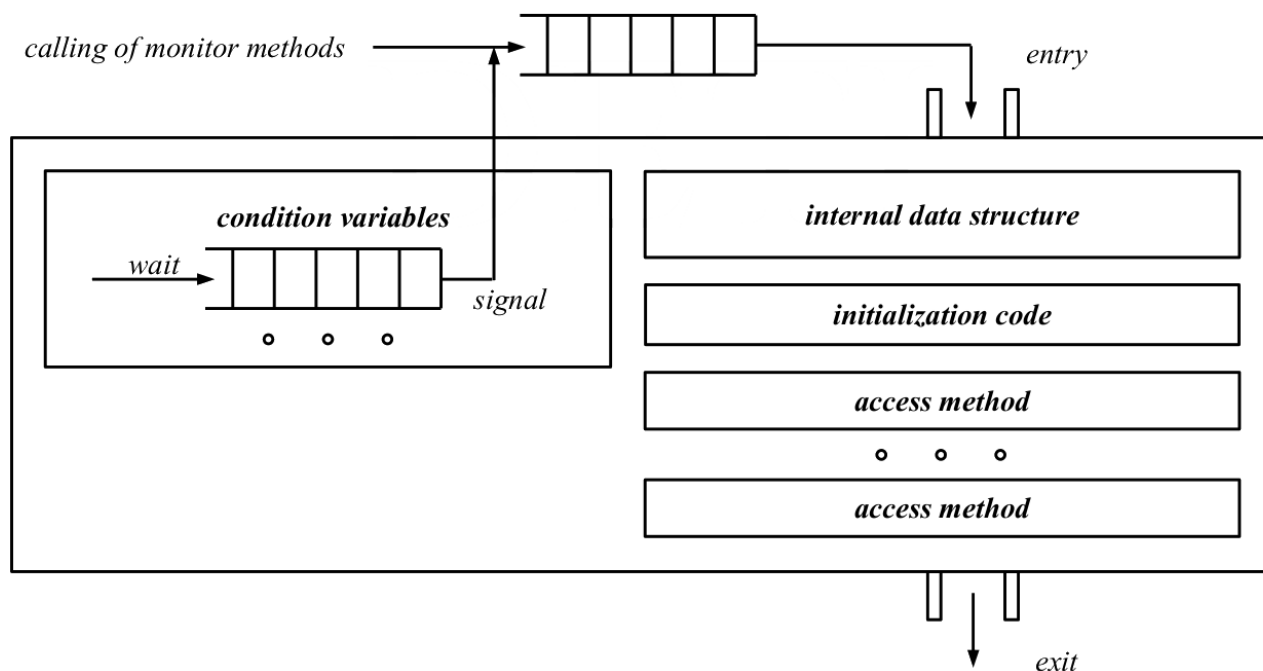 calling of monitor methods
entry
condition variables
wait
signal
internal data structure
initialization code
access method
access method
exit